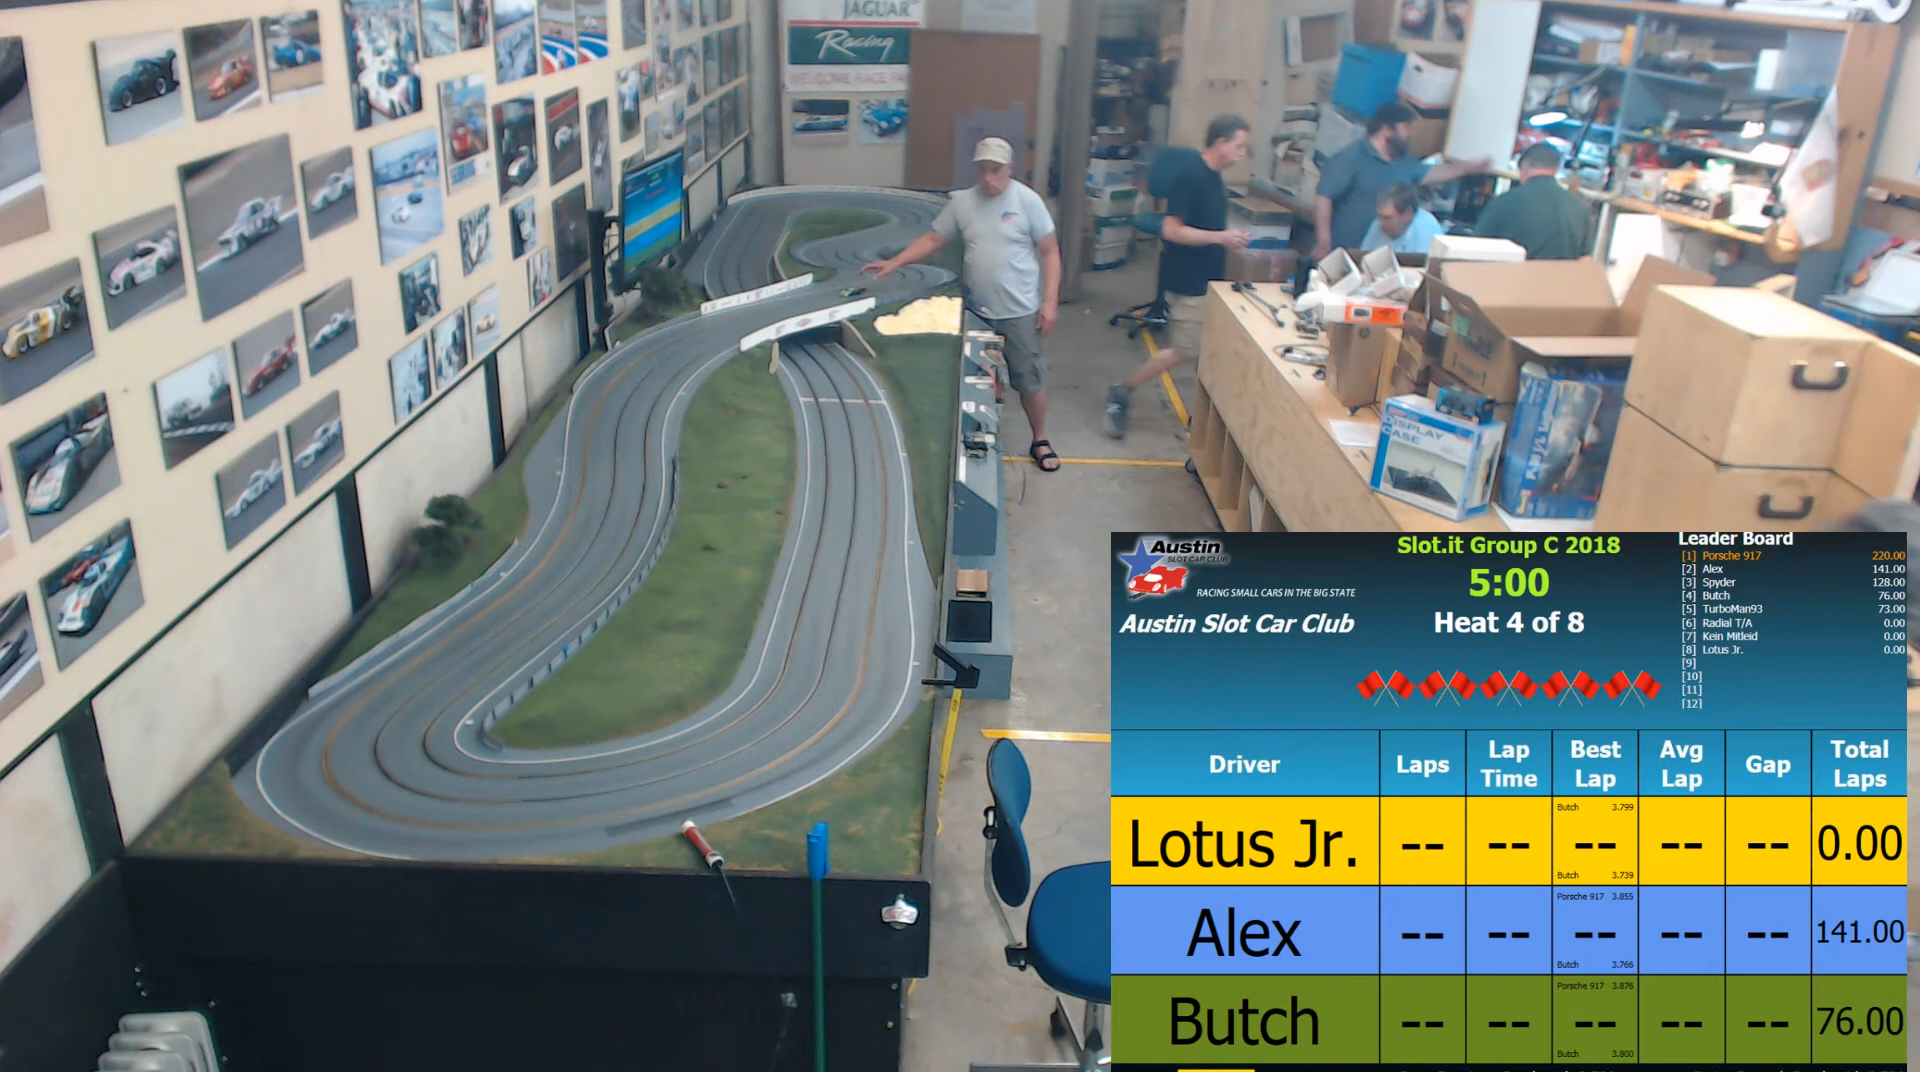 JAGUAR
Racing
WELCOME RACE FA
DISPLAY
CASE
Austin
SLOT CAR CLUB
RACING SMALL CARS IN THE BIG STATE
Austin Slot Car Club
Slot.it Group C 2018
5:00
Heat 4 of 8
Leader Board
[1] Porsche 917 220.00
[2] Alex 141.00
[3] Spyder 128.00
[4] Butch 76.00
[5] TurboMan93 73.00
[6] Radial T/A 0.00
[7] Kein Mitleid 0.00
[8] Lotus Jr. 0.00
[9]
[10]
[11]
[12]
Driver Laps Lap Time Best Lap Avg Lap Gap Total Laps
Butch 3.799
Lotus Jr. -- -- -- -- -- 0.00
Butch 3.739
Porsche 917 3.855
Alex -- -- -- -- -- 141.00
Butch 3.766
Porsche 917 3.876
Butch -- -- -- -- -- 76.00
Butch 3.800